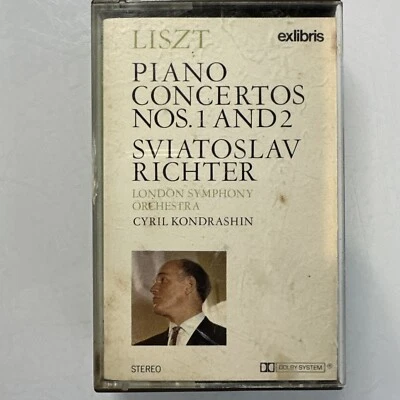 LISZT
exlibris
PIANO
CONCERTOS
NOS. 1 AND 2
SVIATOSLAV
RICHTER
LONDON SYMPHONY
ORCHESTRA
CYRIL KONDRASHIN
STEREO
DOLBY SYSTEM ®